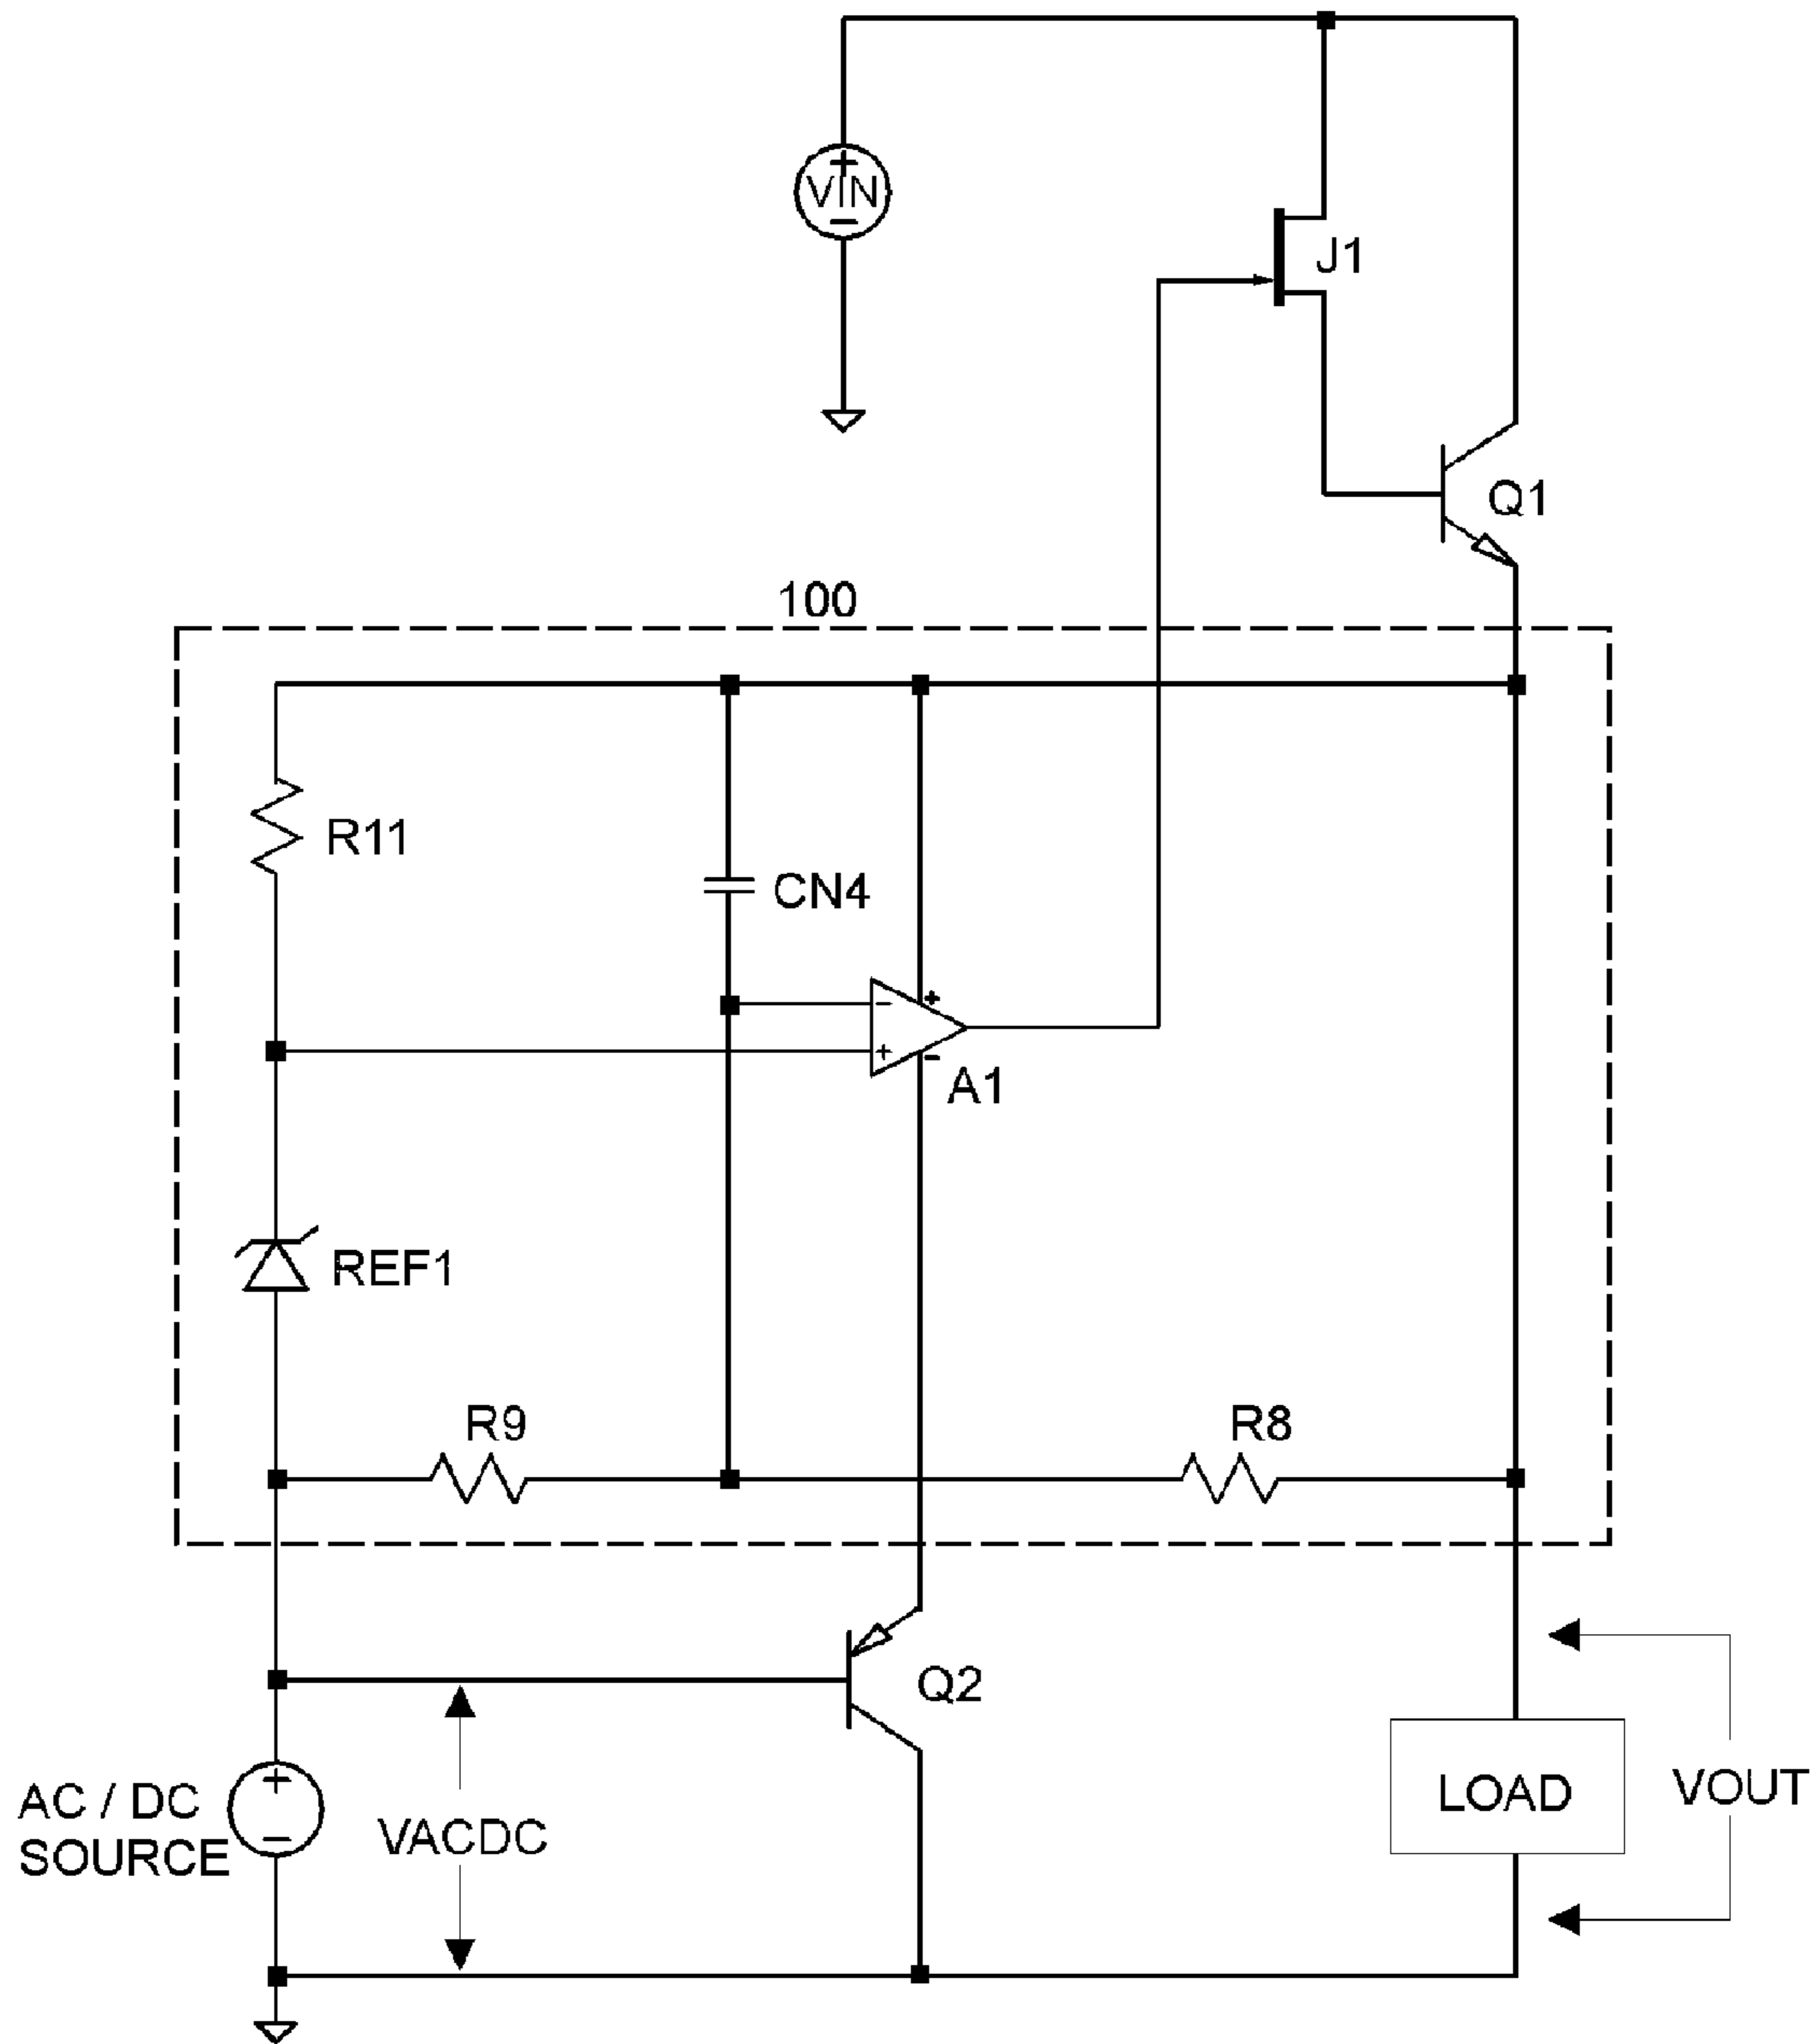 +
VIN
−
J1
Q1
100
R11
CN4
− +
+ -
A1
REF1
R9
R8
Q2
+
AC / DC
SOURCE
−
VACDC
LOAD
VOUT